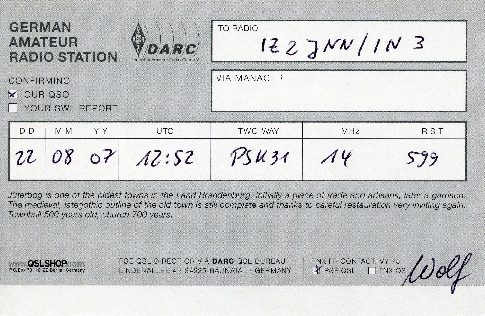 GERMAN
AMATEUR
RADIO STATION
DARC
TO RADIO
IZ2JNN/IN3
CONFIRMING
OUR QSO
YOUR SWL REPORT
VIA MANAGER
DD MM YY UTC TWO WAY MHz RST
22 08 07 12:52 PSK31 14 599
Jüterbog is one of the oldest towns in the Land Brandenburg. Initially a place of trade and artisans, later a garrison.
The medieval, lategothic outline of the old town is still complete and thanks to careful restauration very inviting again.
Townhall 500 years old, church 700 years.
www.QSLSHOP.com
PSE QSL DIRECT OR VIA DARC QSL BUREAU
LINDENALLEE 4 · 34225 BAUNATAL · GERMANY
PSE QSL TNX QSL
Wolf